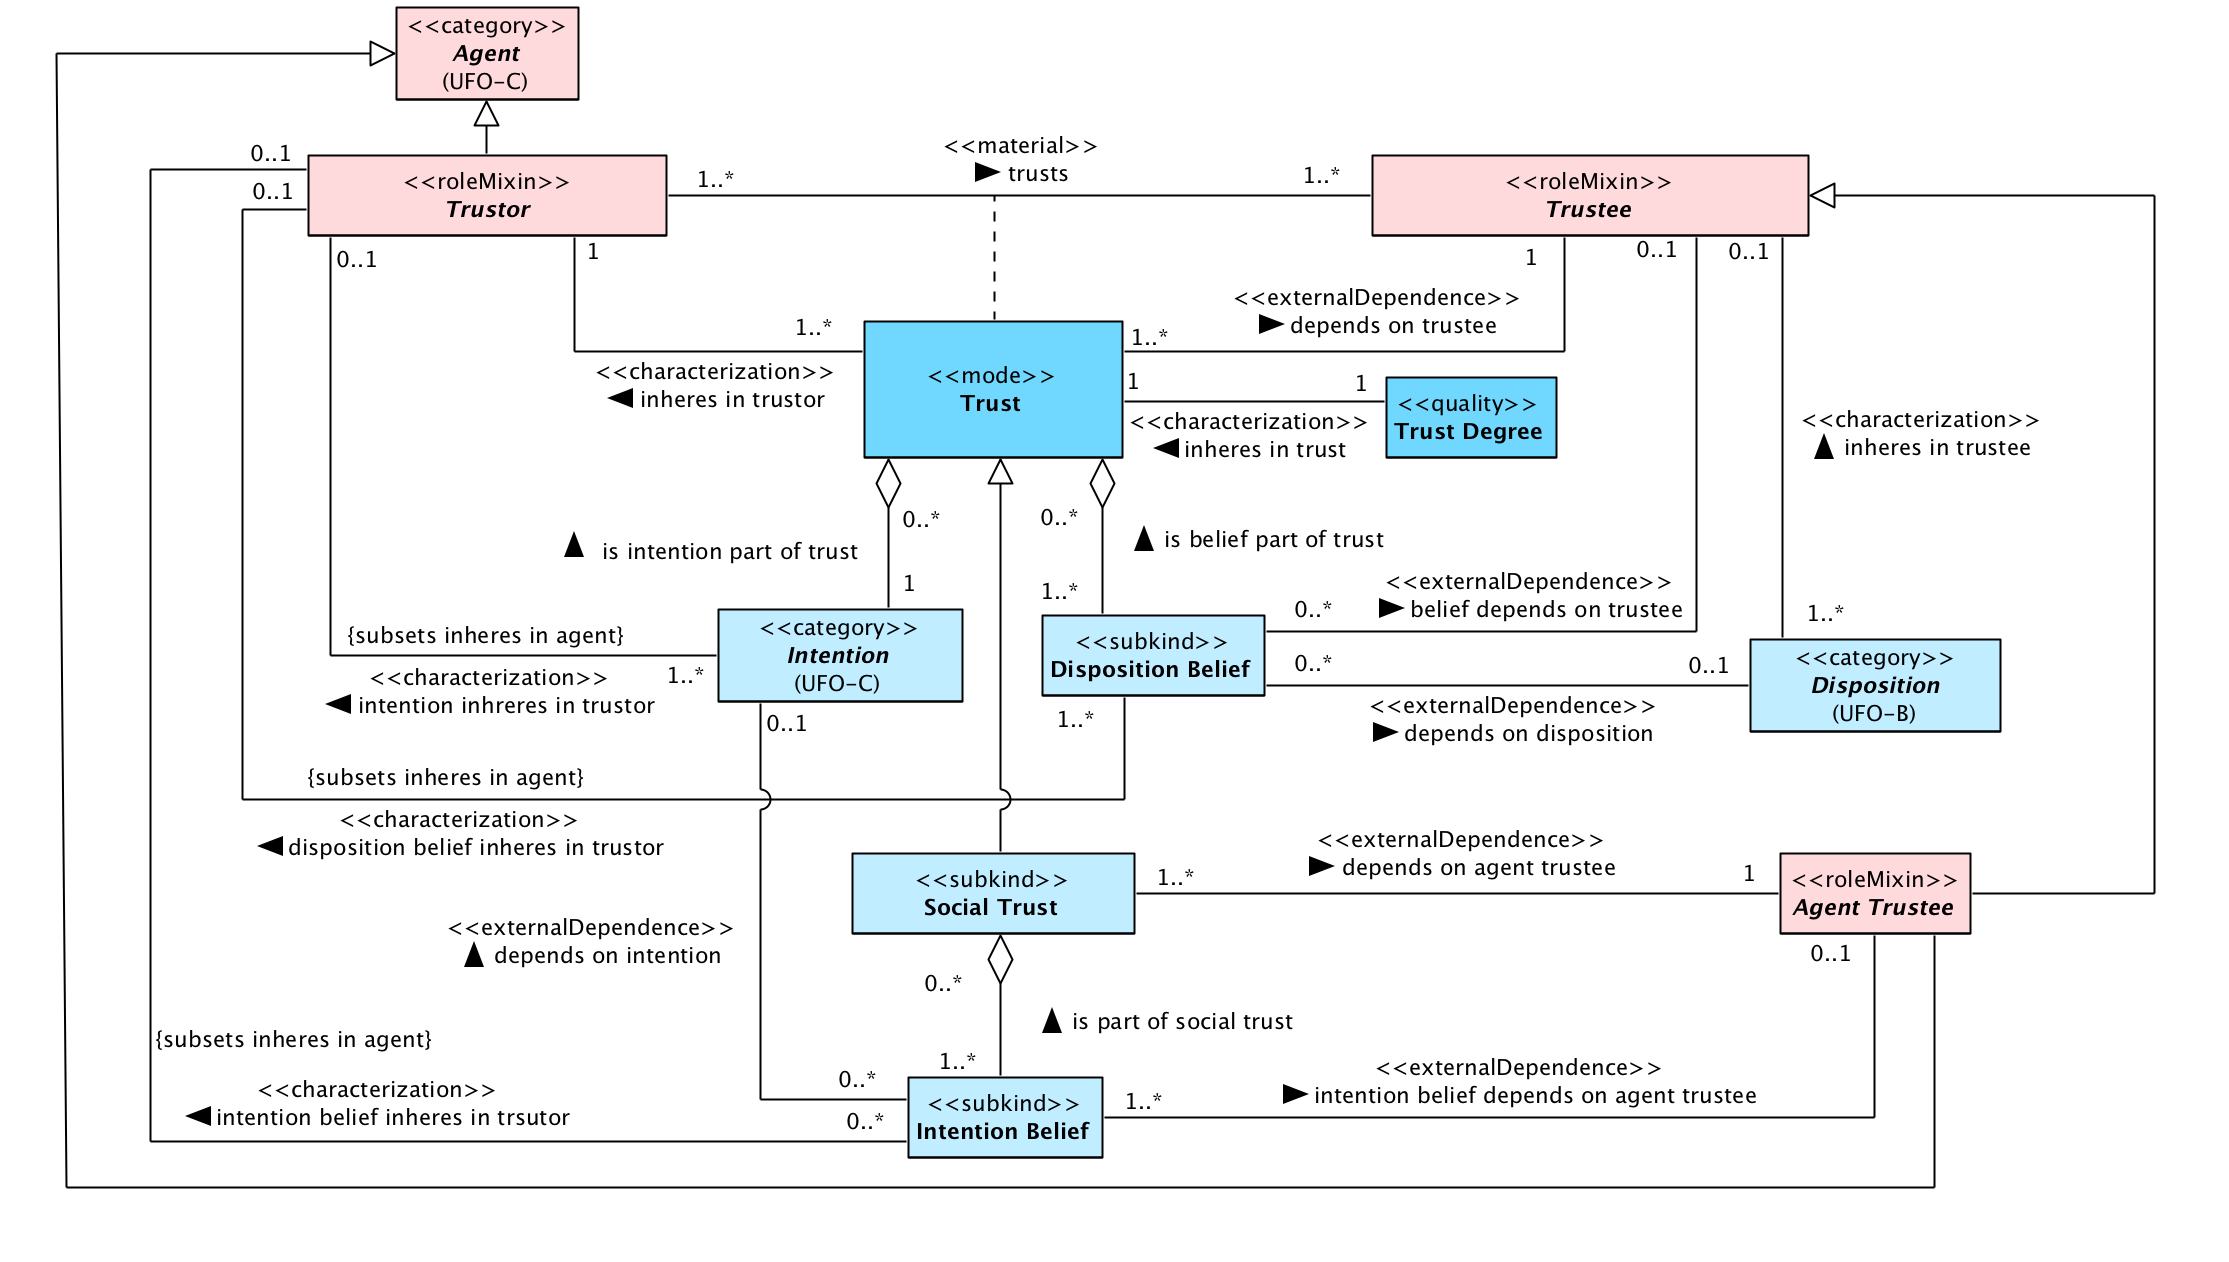 <<category>>
Agent
(UFO-C)
0..1
<<material>>
trusts
<<roleMixin>>
Trustor
1..*
1..*
<<roleMixin>>
Trustee
0..1
0..1
1
1
0..1
0..1
<<externalDependence>>
depends on trustee
1..*
1..*
<<characterization>>
inheres in trustor
<<mode>>
Trust
1
1
<<characterization>>
inheres in trust
<<quality>>
Trust Degree
<<characterization>>
inheres in trustee
0..*
0..*
is intention part of trust
is belief part of trust
1
1..*
<<externalDependence>>
belief depends on trustee
0..*
1..*
{subsets inheres in agent}
<<characterization>>
intention inhreres in trustor
1..*
<<category>>
Intention
(UFO-C)
<<subkind>>
Disposition Belief
0..*
0..1
<<category>>
Disposition
(UFO-B)
<<externalDependence>>
depends on disposition
0..1
1..*
{subsets inheres in agent}
<<characterization>>
disposition belief inheres in trustor
<<subkind>>
Social Trust
1..*
<<externalDependence>>
depends on agent trustee
1
<<roleMixin>>
Agent Trustee
0..1
<<externalDependence>>
depends on intention
0..*
is part of social trust
{subsets inheres in agent}
<<characterization>>
intention belief inheres in trsutor
1..*
0..*
0..*
<<subkind>>
Intention Belief
1..*
<<externalDependence>>
intention belief depends on agent trustee